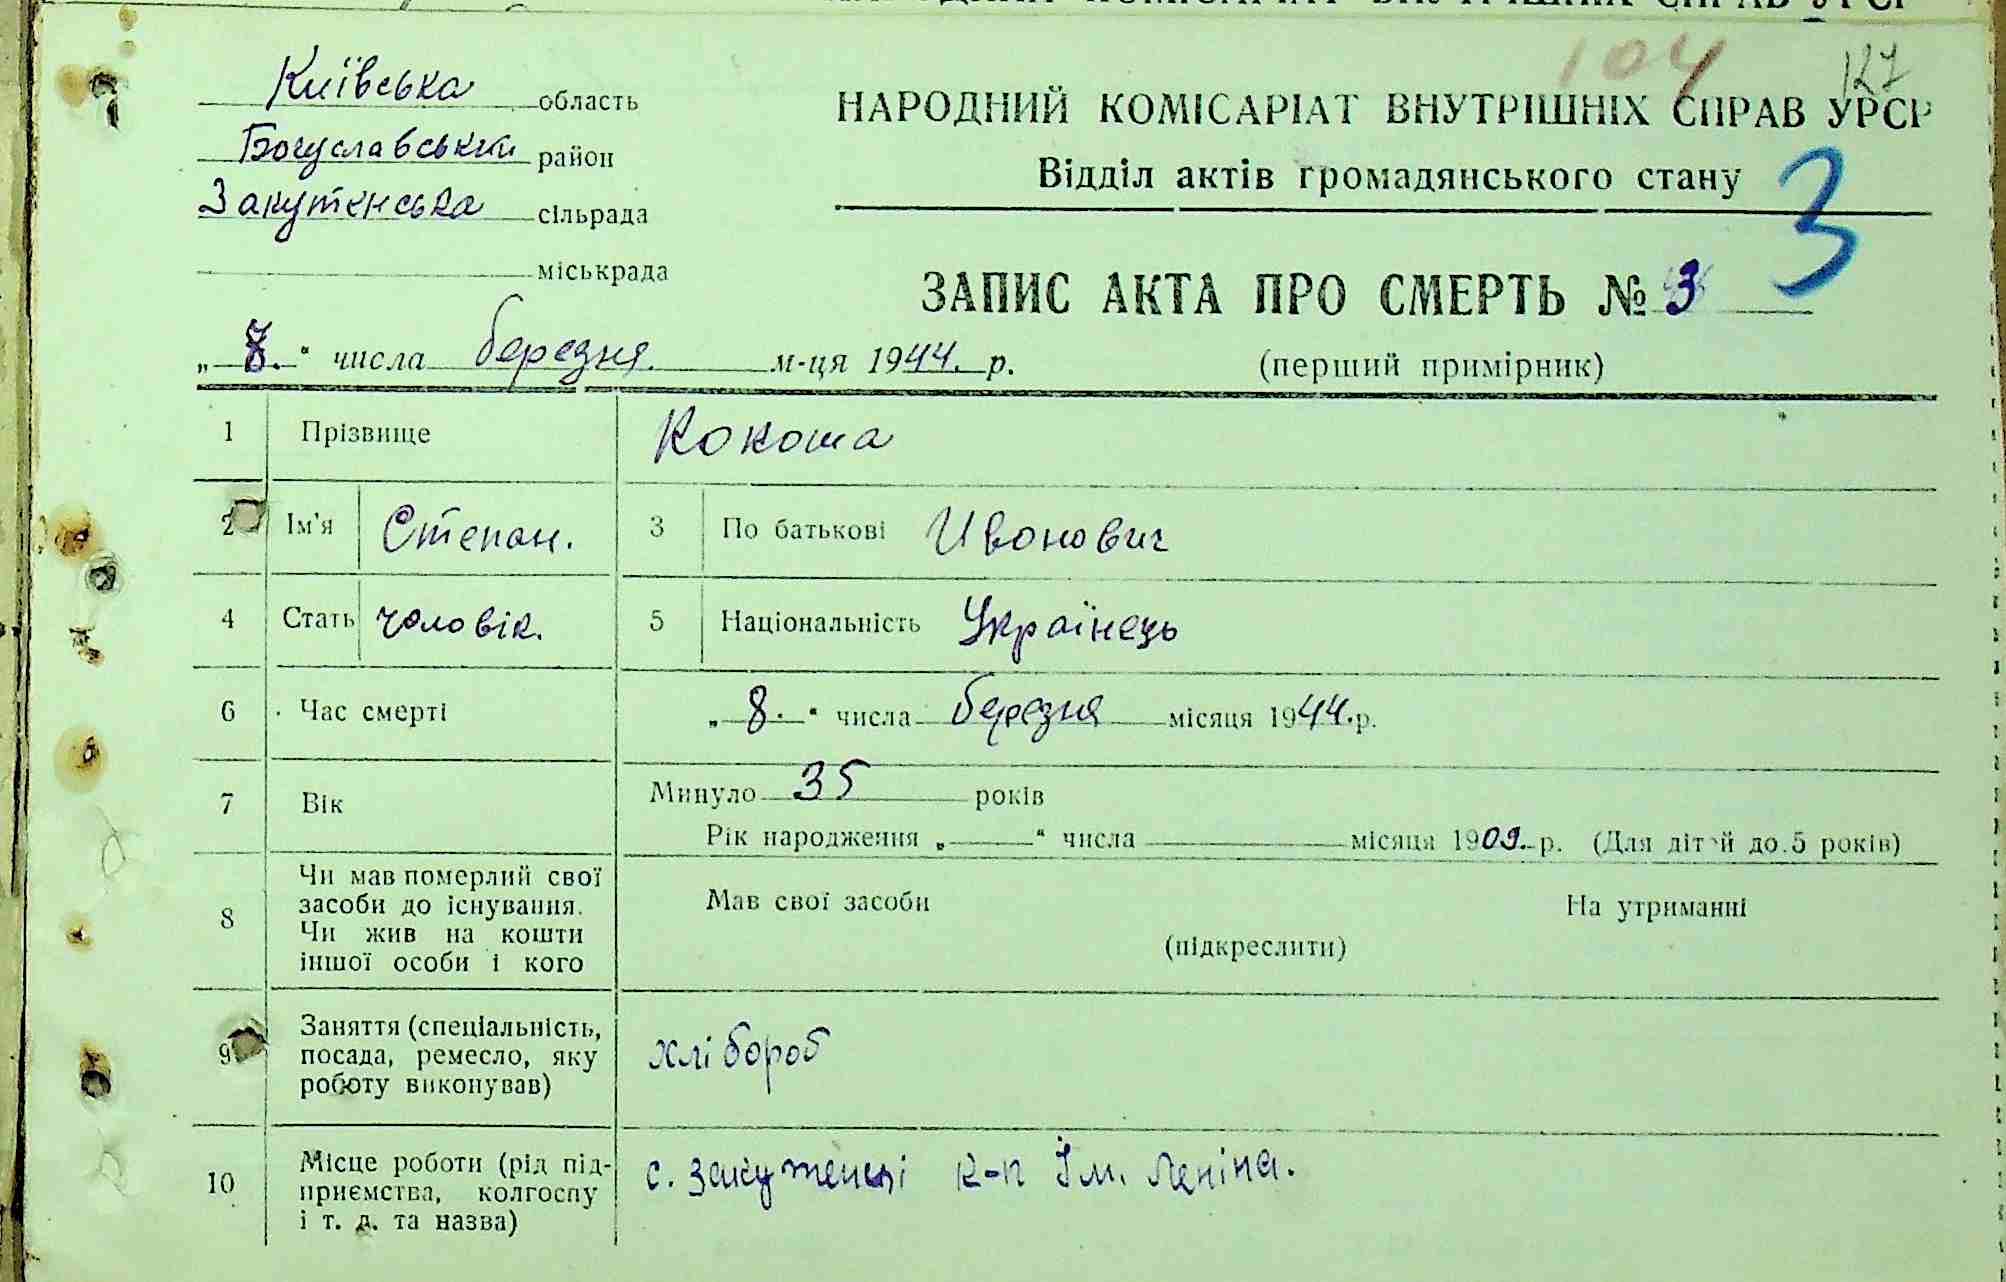 104 127
Київська область
Богуславський район
Закутенська сільрада
міськрада
НАРОДНИЙ КОМІСАРІАТ ВНУТРІШНІХ СПРАВ УРСР
Відділ актів громадянського стану
3
ЗАПИС АКТА ПРО СМЕРТЬ № 3
(перший примірник)
„ 8. “ числа березня м-ця 1944. р.
1 Прізвище Кокоша
2 Ім'я Степан. 3 По батькові Ивонович
4 Стать чоловік. 5 Національність Українець
6 Час смерті „ 8. “ числа березня місяця 1944.р.
7 Вік Минуло 35 років
Рік народження „ “ числа місяця 1909. р. (Для дітей до 5 років)
8 Чи мав померлий свої
засоби до існування.
Чи жив на кошти
іншої особи і кого
Мав свої засоби На утриманні
(підкреслити)
9 Заняття (спеціальність,
посада, ремесло, яку
роботу виконував)
хлібороб
10 Місце роботи (рід під-
приємства, колгоспу
і т. д. та назва)
с. Закутенці к-п Ім. Леніна.